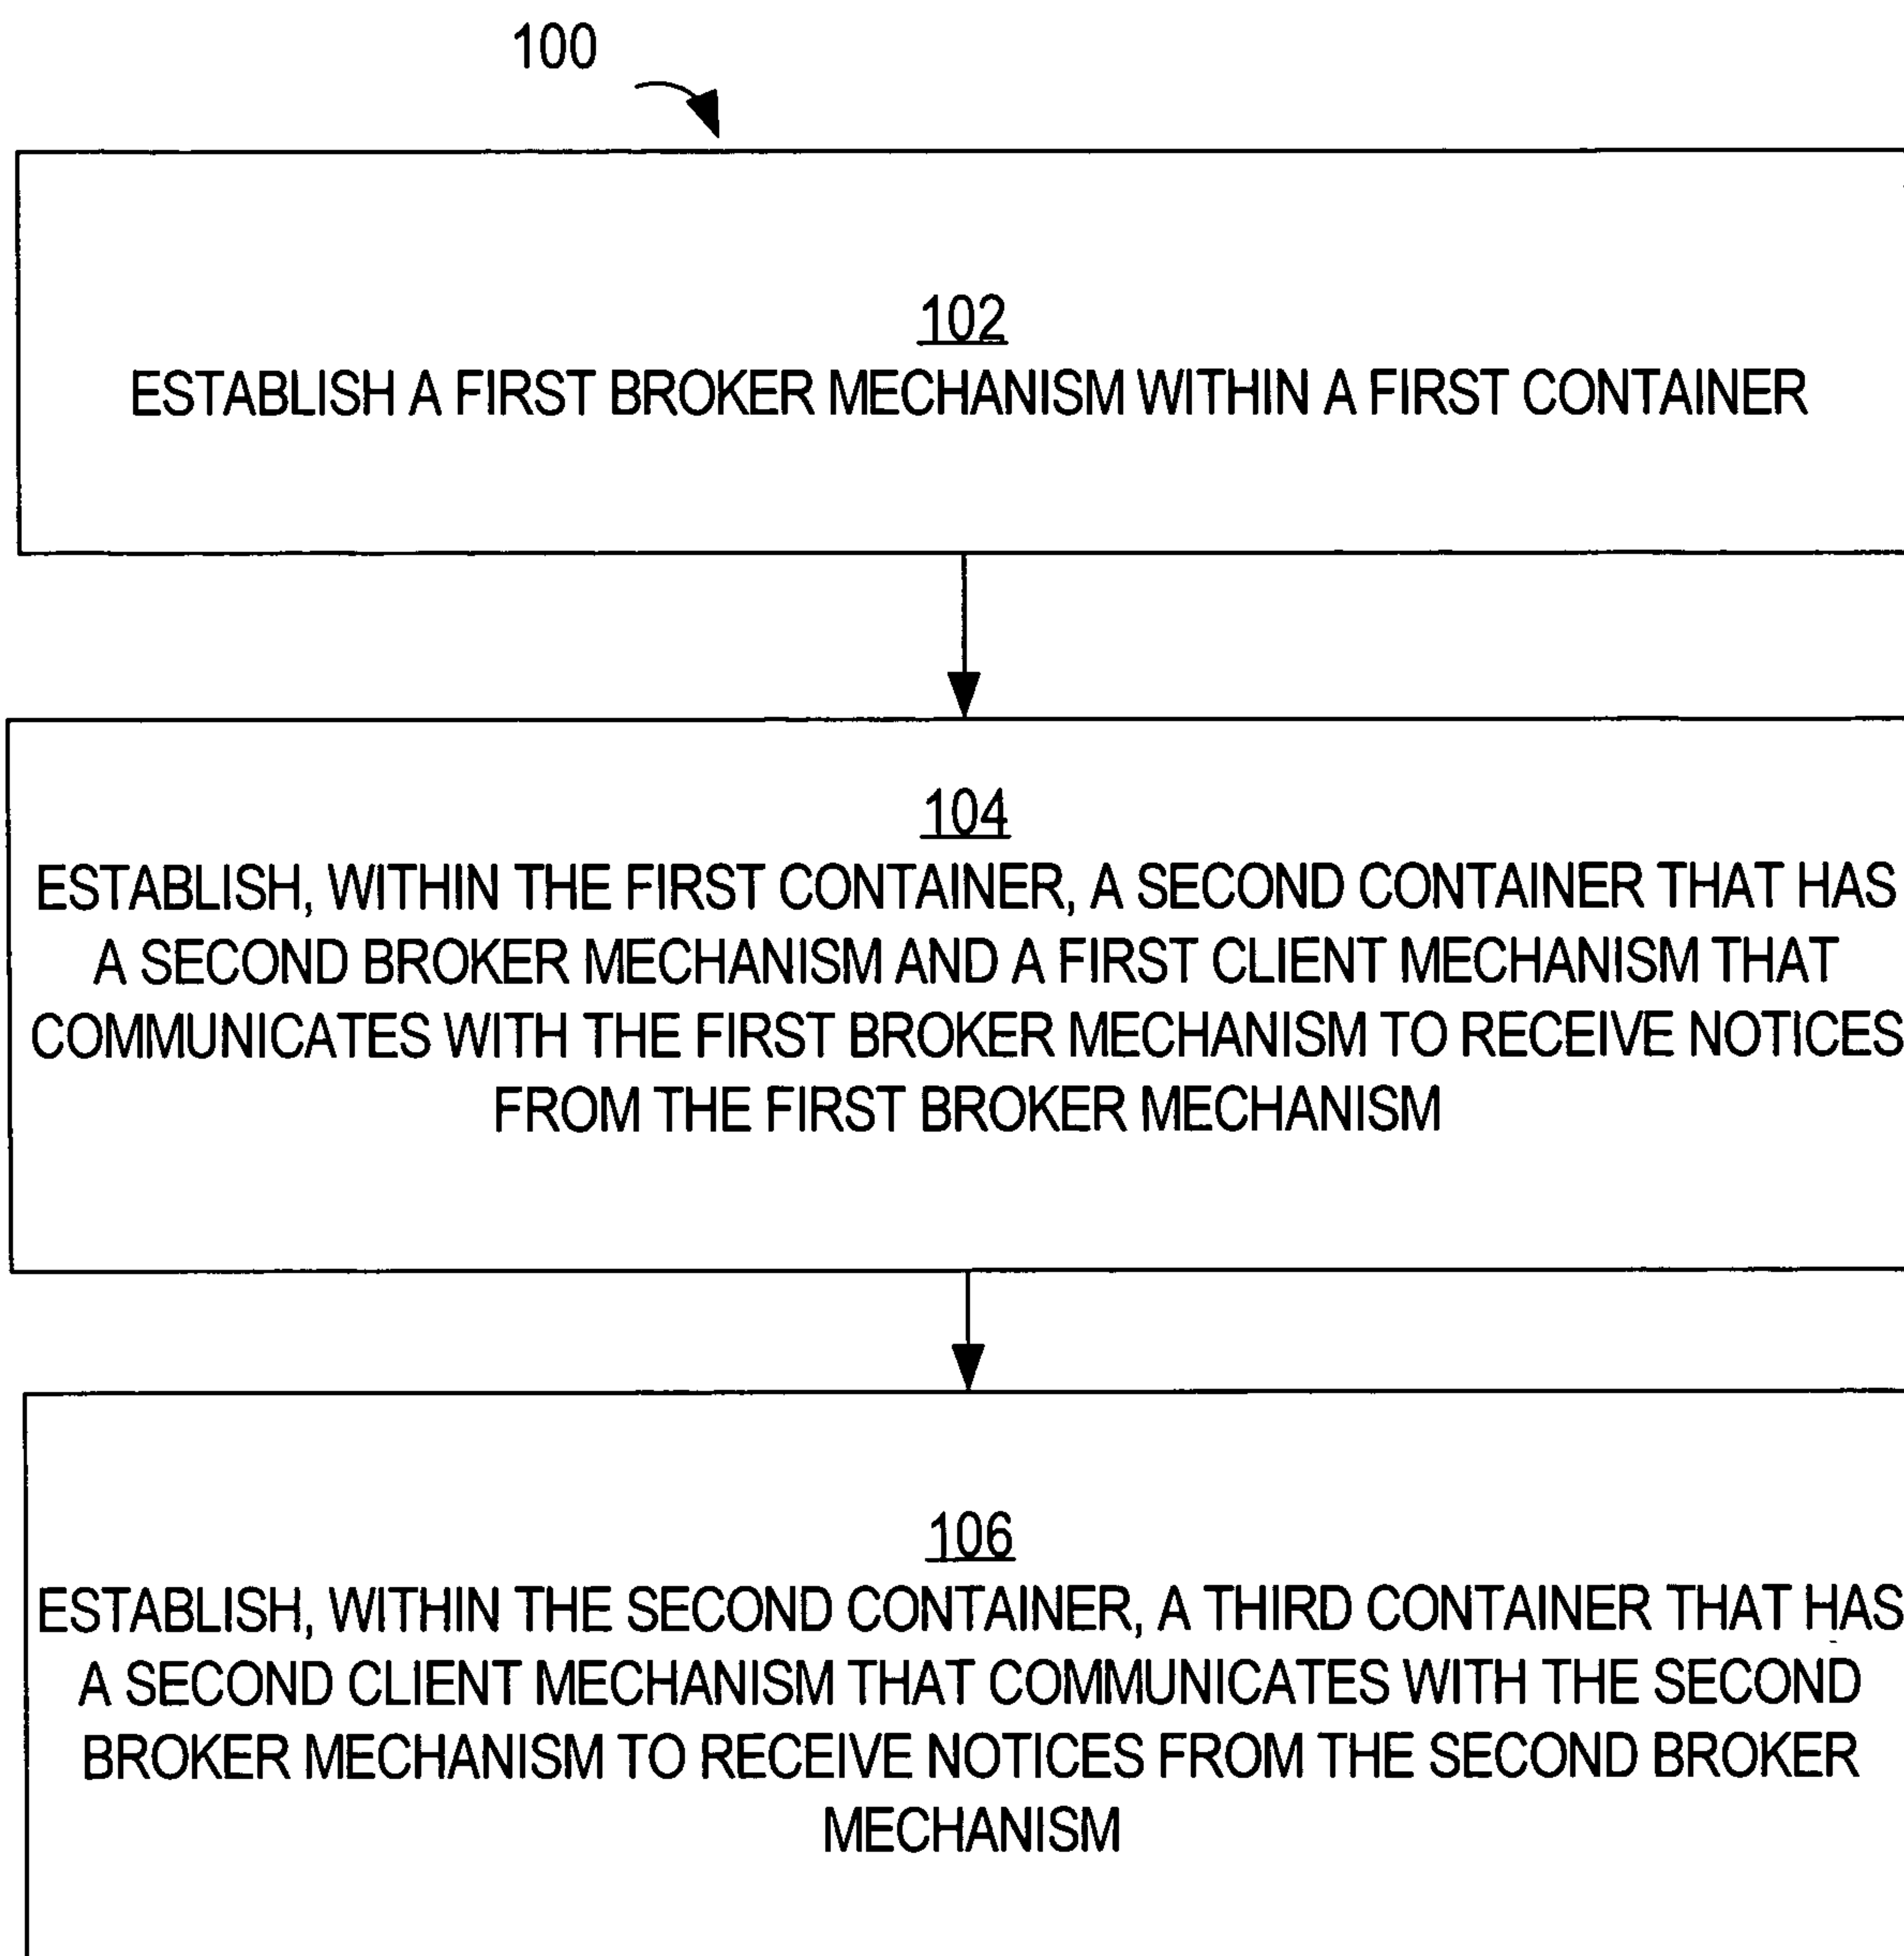 100
102
ESTABLISH A FIRST BROKER MECHANISM WITHIN A FIRST CONTAINER
104
ESTABLISH, WITHIN THE FIRST CONTAINER, A SECOND CONTAINER THAT HAS
A SECOND BROKER MECHANISM AND A FIRST CLIENT MECHANISM THAT
COMMUNICATES WITH THE FIRST BROKER MECHANISM TO RECEIVE NOTICES
FROM THE FIRST BROKER MECHANISM
106
ESTABLISH, WITHIN THE SECOND CONTAINER, A THIRD CONTAINER THAT HAS
A SECOND CLIENT MECHANISM THAT COMMUNICATES WITH THE SECOND
BROKER MECHANISM TO RECEIVE NOTICES FROM THE SECOND BROKER
MECHANISM